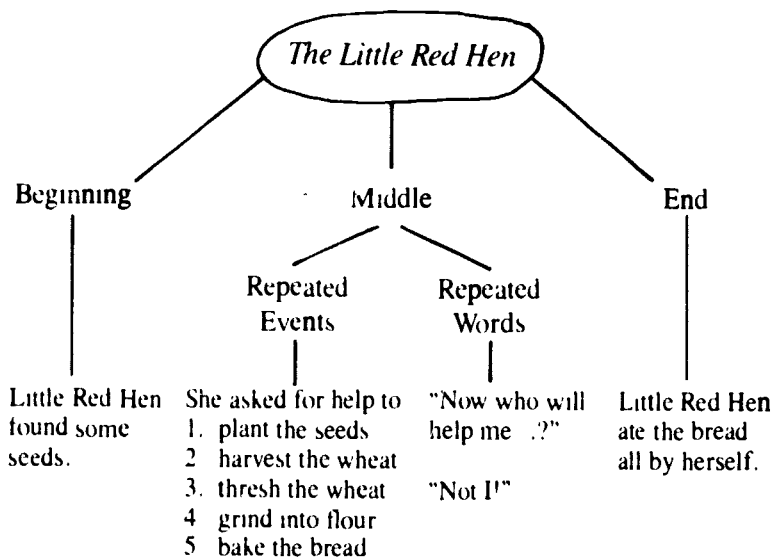 The Little Red Hen
Beginning
Middle
End
Repeated
Events
Repeated
Words
Little Red Hen
found some
seeds.
She asked for help to
1. plant the seeds
2 harvest the wheat
3. thresh the wheat
4 grind into flour
5 bake the bread
"Now who will
help me .?"
"Not I!"
Little Red Hen
ate the bread
all by herself.